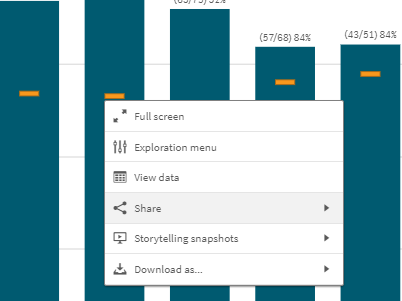 (57/68) 84%
(43/51) 84%
Full screen
Exploration menu
View data
Share
Storytelling snapshots
Download as...